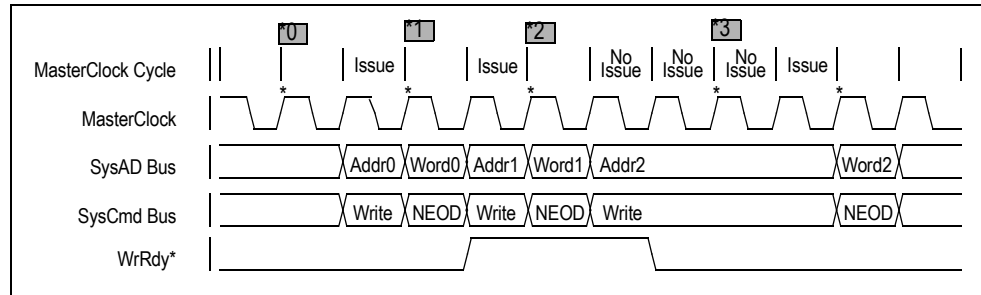 *0 *1 *2 *3
MasterClock Cycle Issue Issue No Issue No Issue No Issue Issue
* * * * *
MasterClock
SysAD Bus Addr0 Word0 Addr1 Word1 Addr2 Word2
SysCmd Bus Write NEOD Write NEOD Write NEOD
WrRdy*